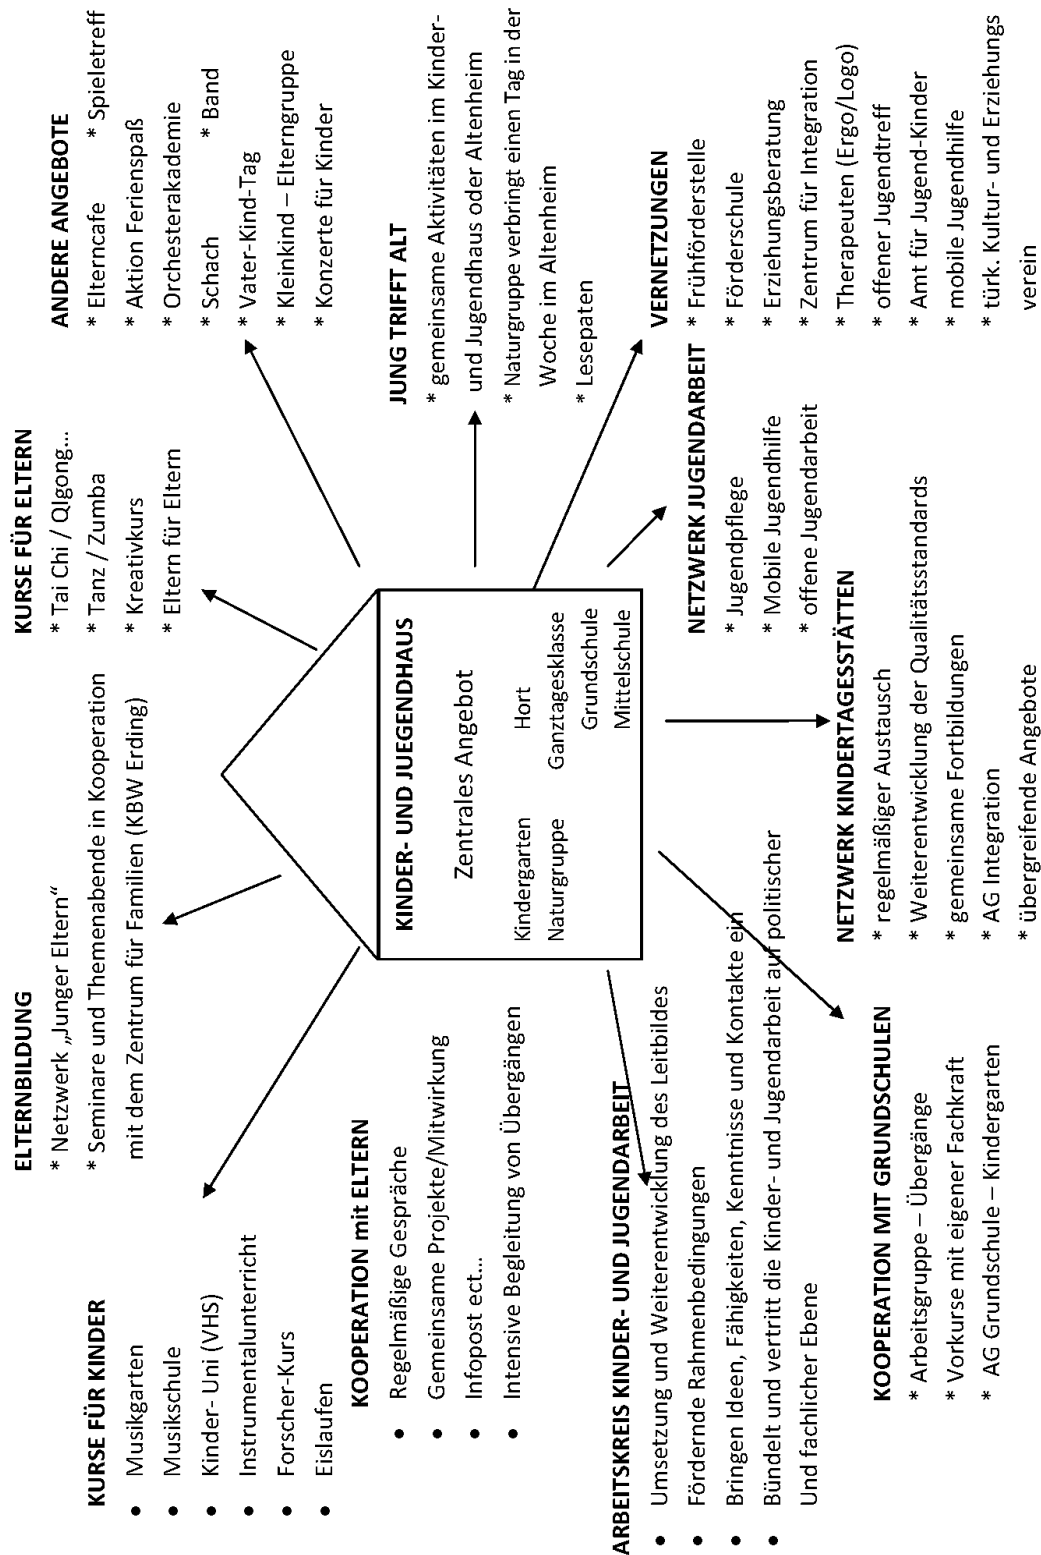 KURSE FÜR KINDER
• Musikgarten
• Musikschule
• Kinder- Uni (VHS)
• Instrumentalunterricht
• Forscher-Kurs
• Eislaufen
ELTERNBILDUNG
* Netzwerk „Junger Eltern“
* Seminare und Themenabende in Kooperation
mit dem Zentrum für Familien (KBW Erding)
KURSE FÜR ELTERN
* Tai Chi / QIgong...
* Tanz / Zumba
* Kreativkurs
* Eltern für Eltern
ANDERE ANGEBOTE
* Elterncafe * Spieletreff
* Aktion Ferienspaß
* Orchesterakademie
* Schach * Band
* Vater-Kind-Tag
* Kleinkind – Elterngruppe
* Konzerte für Kinder
KOOPERATION mit ELTERN
• Regelmäßige Gespräche
• Gemeinsame Projekte/Mitwirkung
• Infopost ect...
• Intensive Begleitung von Übergängen
KINDER- UND JUEGENDHAUS
Zentrales Angebot
Kindergarten Hort
Naturgruppe Ganztagesklasse
Grundschule
Mittelschule
JUNG TRIFFT ALT
* gemeinsame Aktivitäten im Kinder-
und Jugendhaus oder Altenheim
* Naturgruppe verbringt einen Tag in der
Woche im Altenheim
* Lesepaten
ARBEITSKREIS KINDER- UND JUGENDARBEIT
• Umsetzung und Weiterentwicklung des Leitbildes
• Fördernde Rahmenbedingungen
• Bringen Ideen, Fähigkeiten, Kenntnisse und Kontakte ein
• Bündelt und vertritt die Kinder- und Jugendarbeit auf politischer
Und fachlicher Ebene
KOOPERATION MIT GRUNDSCHULEN
* Arbeitsgruppe – Übergänge
* Vorkurse mit eigener Fachkraft
* AG Grundschule – Kindergarten
NETZWERK KINDERTAGESSTÄTTEN
* regelmäßiger Austausch
* Weiterentwicklung der Qualitätsstandards
* gemeinsame Fortbildungen
* AG Integration
* übergreifende Angebote
NETZWERK JUGENDARBEIT
* Jugendpflege
* Mobile Jugendhilfe
* offene Jugendarbeit
VERNETZUNGEN
* Frühförderstelle
* Förderschule
* Erziehungsberatung
* Zentrum für Integration
* Therapeuten (Ergo/Logo)
* offener Jugendtreff
* Amt für Jugend-Kinder
* mobile Jugendhilfe
* türk. Kultur- und Erziehungs
verein